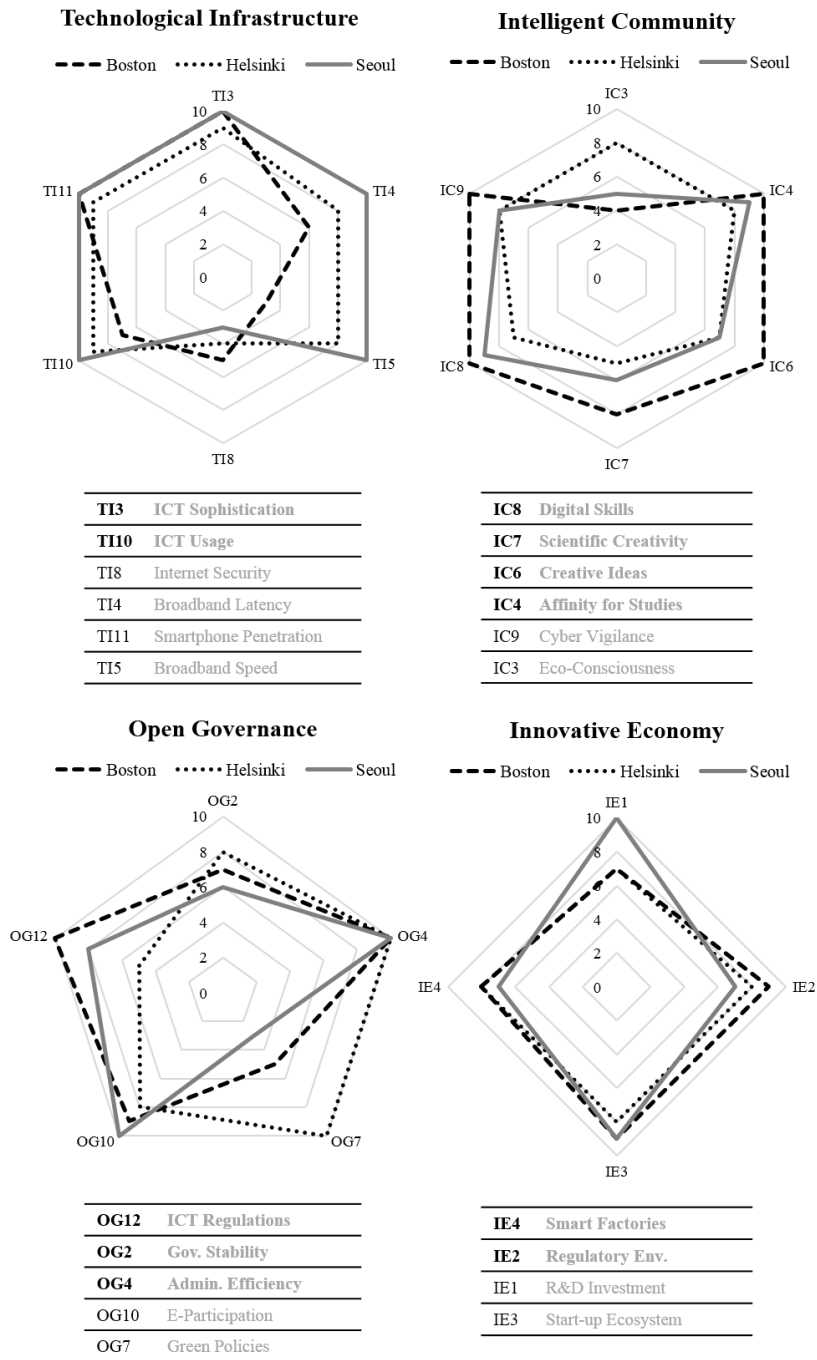 Technological Infrastructure
Boston Helsinki Seoul
TI3
10
8
6
4
2
0
TI4
TI5
TI8
TI10
TI11
TI3 ICT Sophistication
TI10 ICT Usage
TI8 Internet Security
TI4 Broadband Latency
TI11 Smartphone Penetration
TI5 Broadband Speed
Intelligent Community
Boston Helsinki Seoul
IC3
10
8
6
4
2
0
IC4
IC6
IC7
IC8
IC9
IC8 Digital Skills
IC7 Scientific Creativity
IC6 Creative Ideas
IC4 Affinity for Studies
IC9 Cyber Vigilance
IC3 Eco-Consciousness
Open Governance
Boston Helsinki Seoul
OG2
10
8
6
4
2
0
OG4
OG7
OG10
OG12
OG12 ICT Regulations
OG2 Gov. Stability
OG4 Admin. Efficiency
OG10 E-Participation
OG7 Green Policies
Innovative Economy
Boston Helsinki Seoul
IE1
10
8
6
4
2
0
IE2
IE3
IE4
IE4 Smart Factories
IE2 Regulatory Env.
IE1 R&D Investment
IE3 Start-up Ecosystem